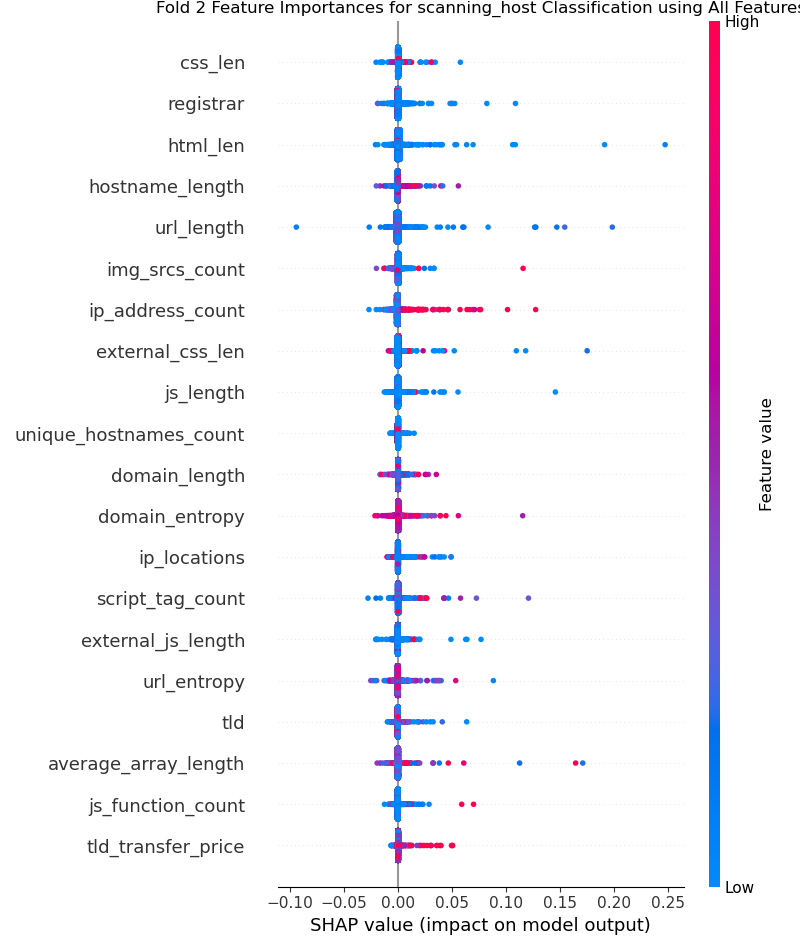 Fold 2 Feature Importances for scanning_host Classification using All Features
High
css_len
registrar
html_len
hostname_length
url_length
img_srcs_count
ip_address_count
external_css_len
js_length
unique_hostnames_count
domain_length
domain_entropy
ip_locations
script_tag_count
external_js_length
url_entropy
tld
average_array_length
js_function_count
tld_transfer_price
Feature value
Low
−0.10 −0.05 0.00 0.05 0.10 0.15 0.20 0.25
SHAP value (impact on model output)